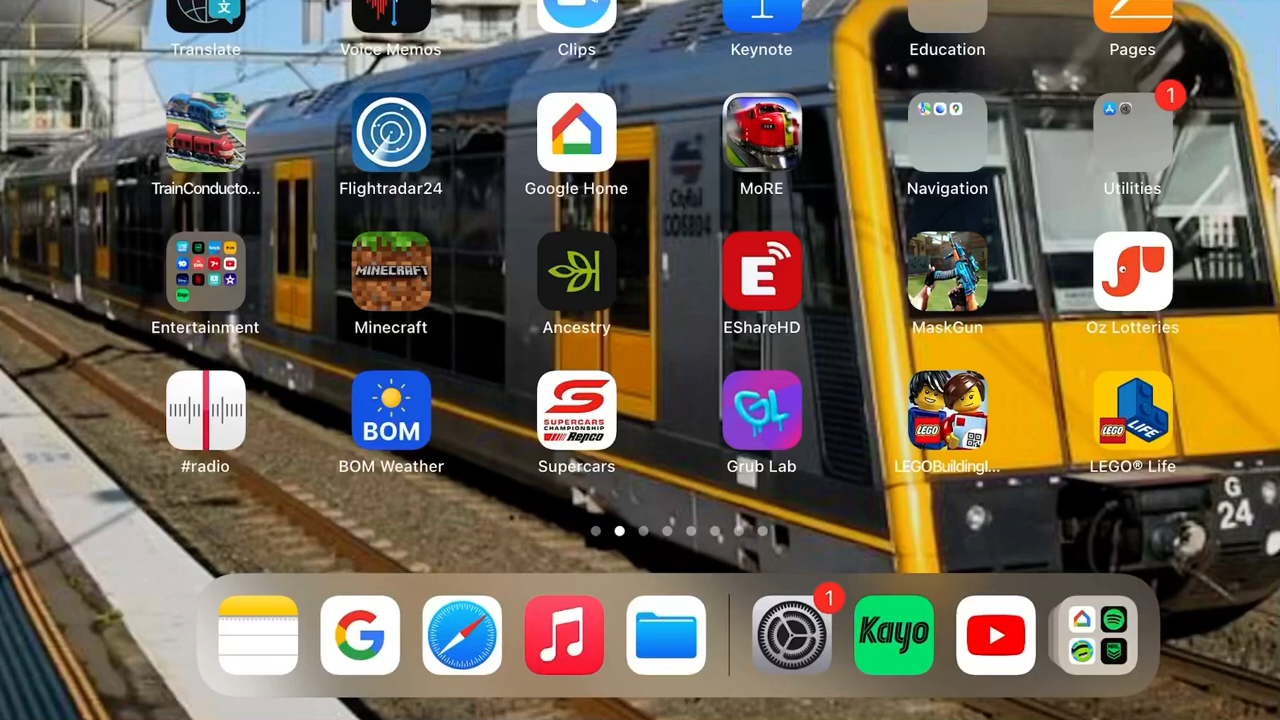 Translate
Voice Memos
Clips
Keynote
Education
Pages
1
TrainConducto...
Flightradar24
Google Home
MoRE
Navigation
Utilities
CityRail
MINECRAFT
E
Entertainment
Minecraft
Ancestry
EShareHD
MaskGun
Oz Lotteries
BOM
SUPERCARS
CHAMPIONSHIP
Repco
GL
LEGO
LEGO
LIFE
#radio
BOM Weather
Supercars
Grub Lab
LEGOBuildingI...
LEGO® Life
G
24
1
G
Kayo